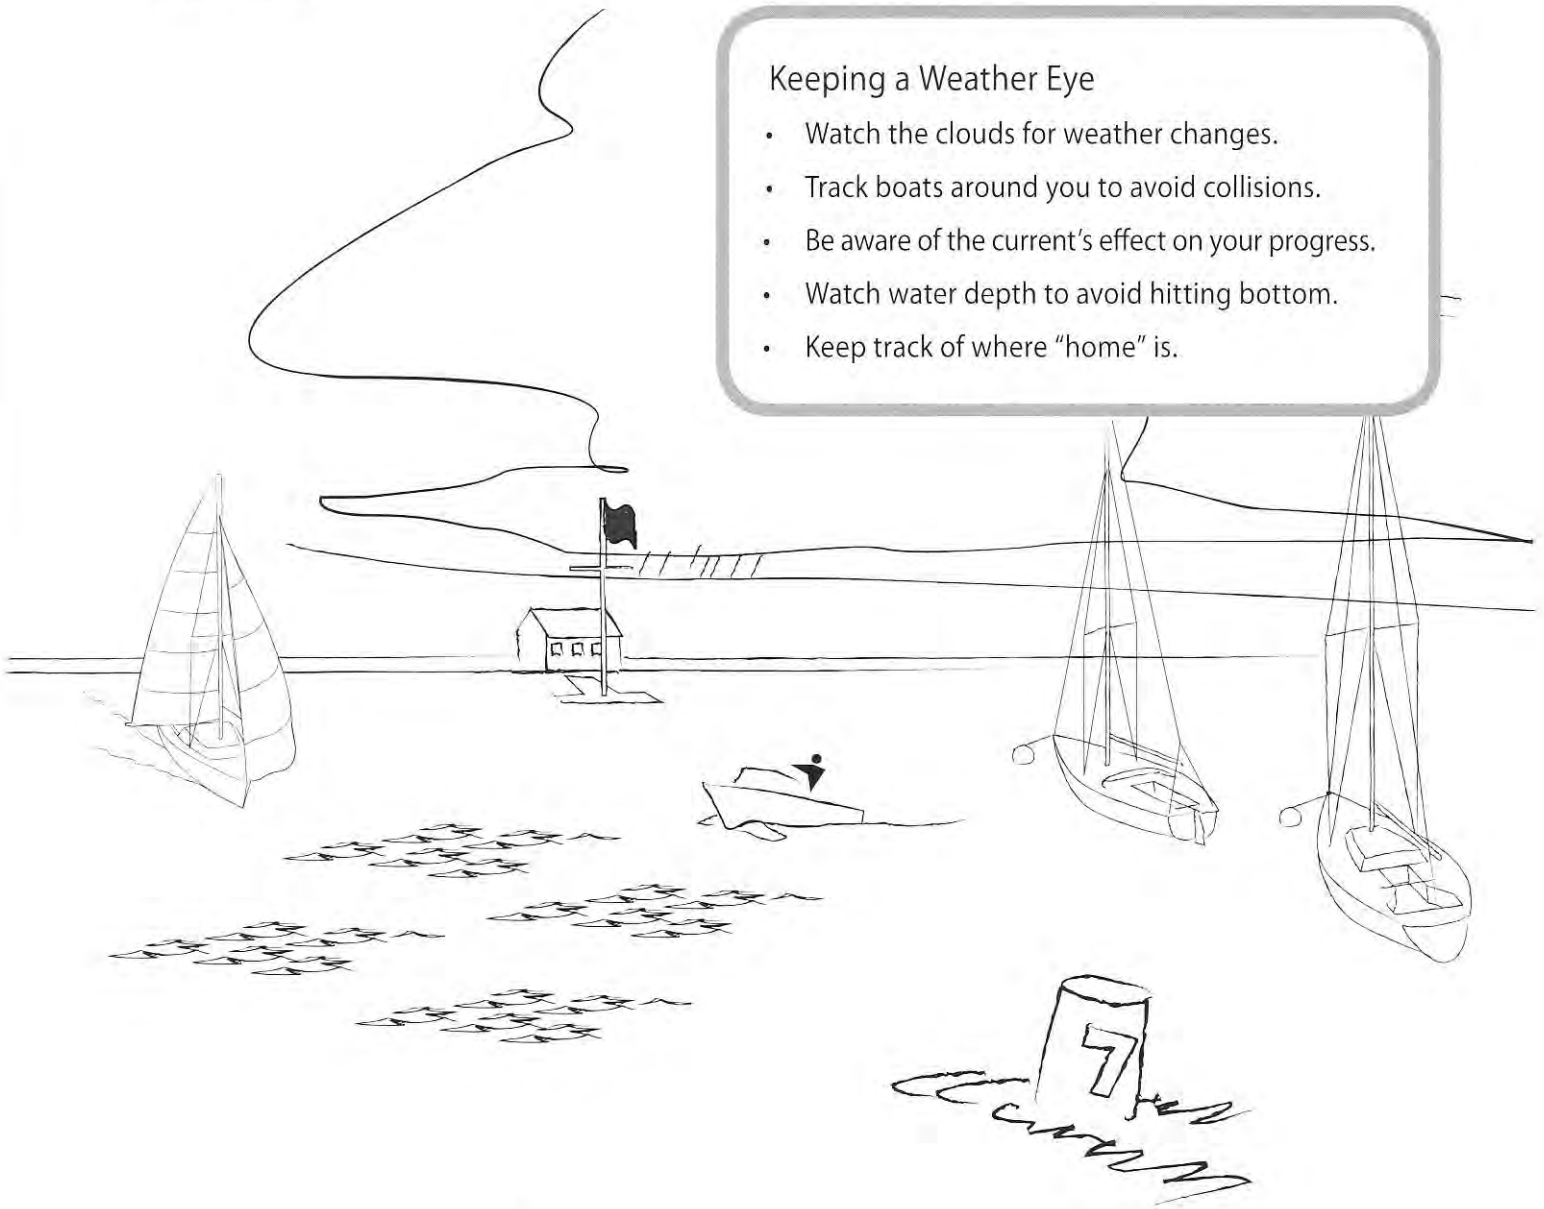 Keeping a Weather Eye
• Watch the clouds for weather changes.
• Track boats around you to avoid collisions.
• Be aware of the current’s effect on your progress.
• Watch water depth to avoid hitting bottom.
• Keep track of where “home” is.
7